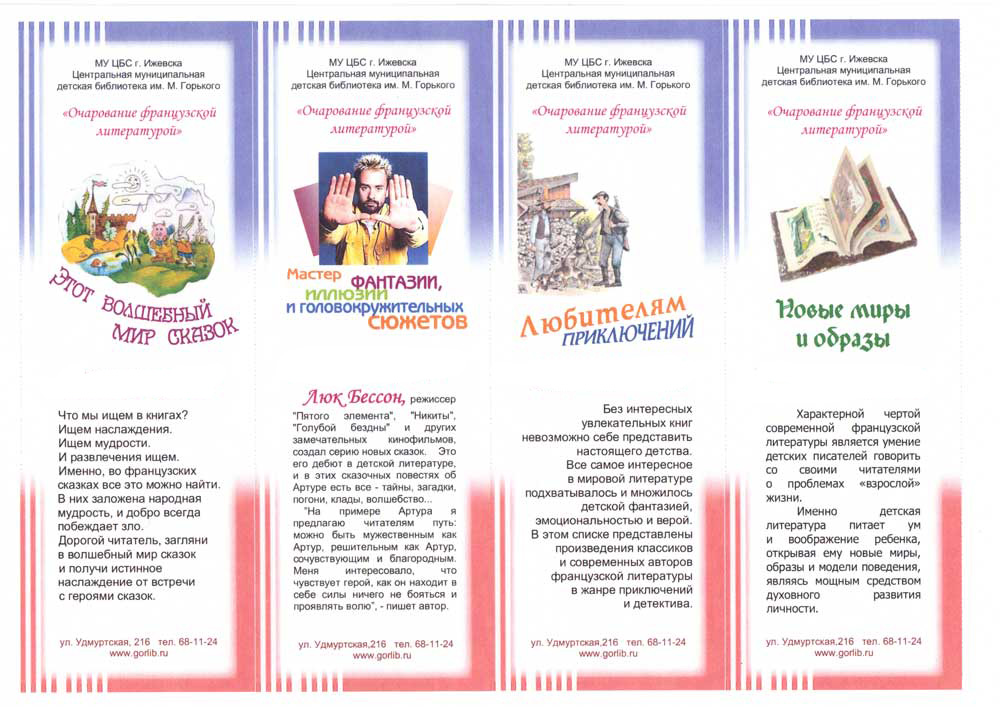 МУ ЦБС г. Ижевска
Центральная муниципальная
детская библиотека им. М. Горького
«Очарование французской
литературой»
ЭТОТ ВОЛШЕБНЫЙ
МИР СКАЗОК
Что мы ищем в книгах?
Ищем наслаждения.
Ищем мудрости.
И развлечения ищем.
Именно, во французских
сказках все это можно найти.
В них заложена народная
мудрость, и добро всегда
побеждает зло.
Дорогой читатель, загляни
в волшебный мир сказок
и получи истинное
наслаждение от встречи
с героями сказок.
ул. Удмуртская, 216 тел. 68-11-24
www.gorlib.ru
МУ ЦБС г. Ижевска
Центральная муниципальная
детская библиотека им. М. Горького
«Очарование французской
литературой»
Мастер
ФАНТАЗИИ,
иллюзии
и головокружительных
сюжетов
Люк Бессон, режиссер
"Пятого элемента", "Никиты",
"Голубой бездны" и других
замечательных кинофильмов,
создал серию новых сказок. Это
его дебют в детской литературе,
и в этих сказочных повестях об
Артуре есть все - тайны, загадки,
погони, клады, волшебство...
"На примере Артура я
предлагаю читателям путь:
можно быть мужественным как
Артур, решительным как Артур,
сочувствующим и благородным.
Меня интересовало, что
чувствует герой, как он находит в
себе силы ничего не бояться и
проявлять волю", - пишет автор.
ул. Удмуртская,216 тел. 68-11-24
www.gorlib.ru
МУ ЦБС г. Ижевска
Центральная муниципальная
детская библиотека им. М. Горького
«Очарование французской
литературой»
Любителям
ПРИКЛЮЧЕНИЙ
Без интересных
увлекательных книг
невозможно себе представить
настоящего детства.
Все самое интересное
в мировой литературе
подхватывалось и множилось
детской фантазией,
эмоциональностью и верой.
В этом списке представлены
произведения классиков
и современных авторов
французской литературы
в жанре приключений
и детектива.
ул. Удмуртская,216 тел. 68-11-24
www.gorlib.ru
МУ ЦБС г. Ижевска
Центральная муниципальная
детская библиотека им. М. Горького
«Очарование французской
литературой»
Новые миры
и образы
Характерной чертой
современной французской
литературы является умение
детских писателей говорить
со своими читателями
о проблемах «взрослой»
жизни.
Именно детская
литература питает ум
и воображение ребенка,
открывая ему новые миры,
образы и модели поведения,
являясь мощным средством
духовного развития
личности.
ул. Удмуртская, 216 тел. 68-11-24
www.gorlib.ru